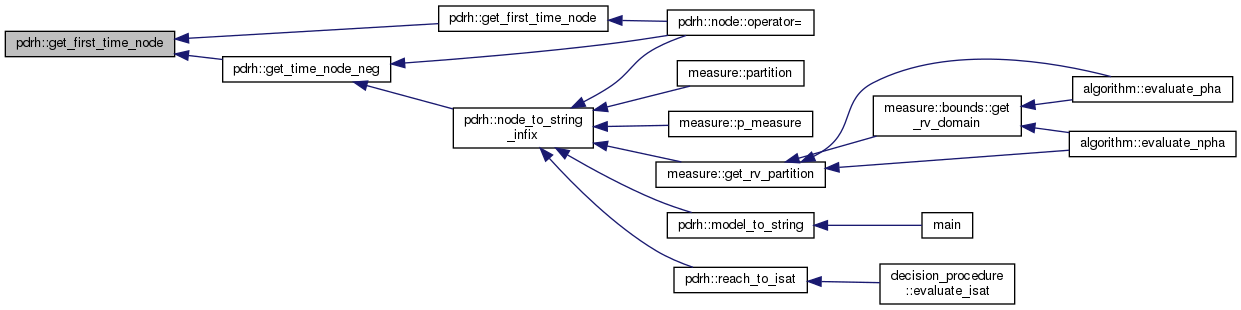 pdrh::get_first_time_node
pdrh::get_first_time_node
pdrh::get_time_node_neg
pdrh::node::operator=
pdrh::node_to_string
_infix
measure::partition
measure::p_measure
measure::get_rv_partition
measure::bounds::get
_rv_domain
algorithm::evaluate_pha
algorithm::evaluate_npha
pdrh::model_to_string
main
pdrh::reach_to_isat
decision_procedure
::evaluate_isat